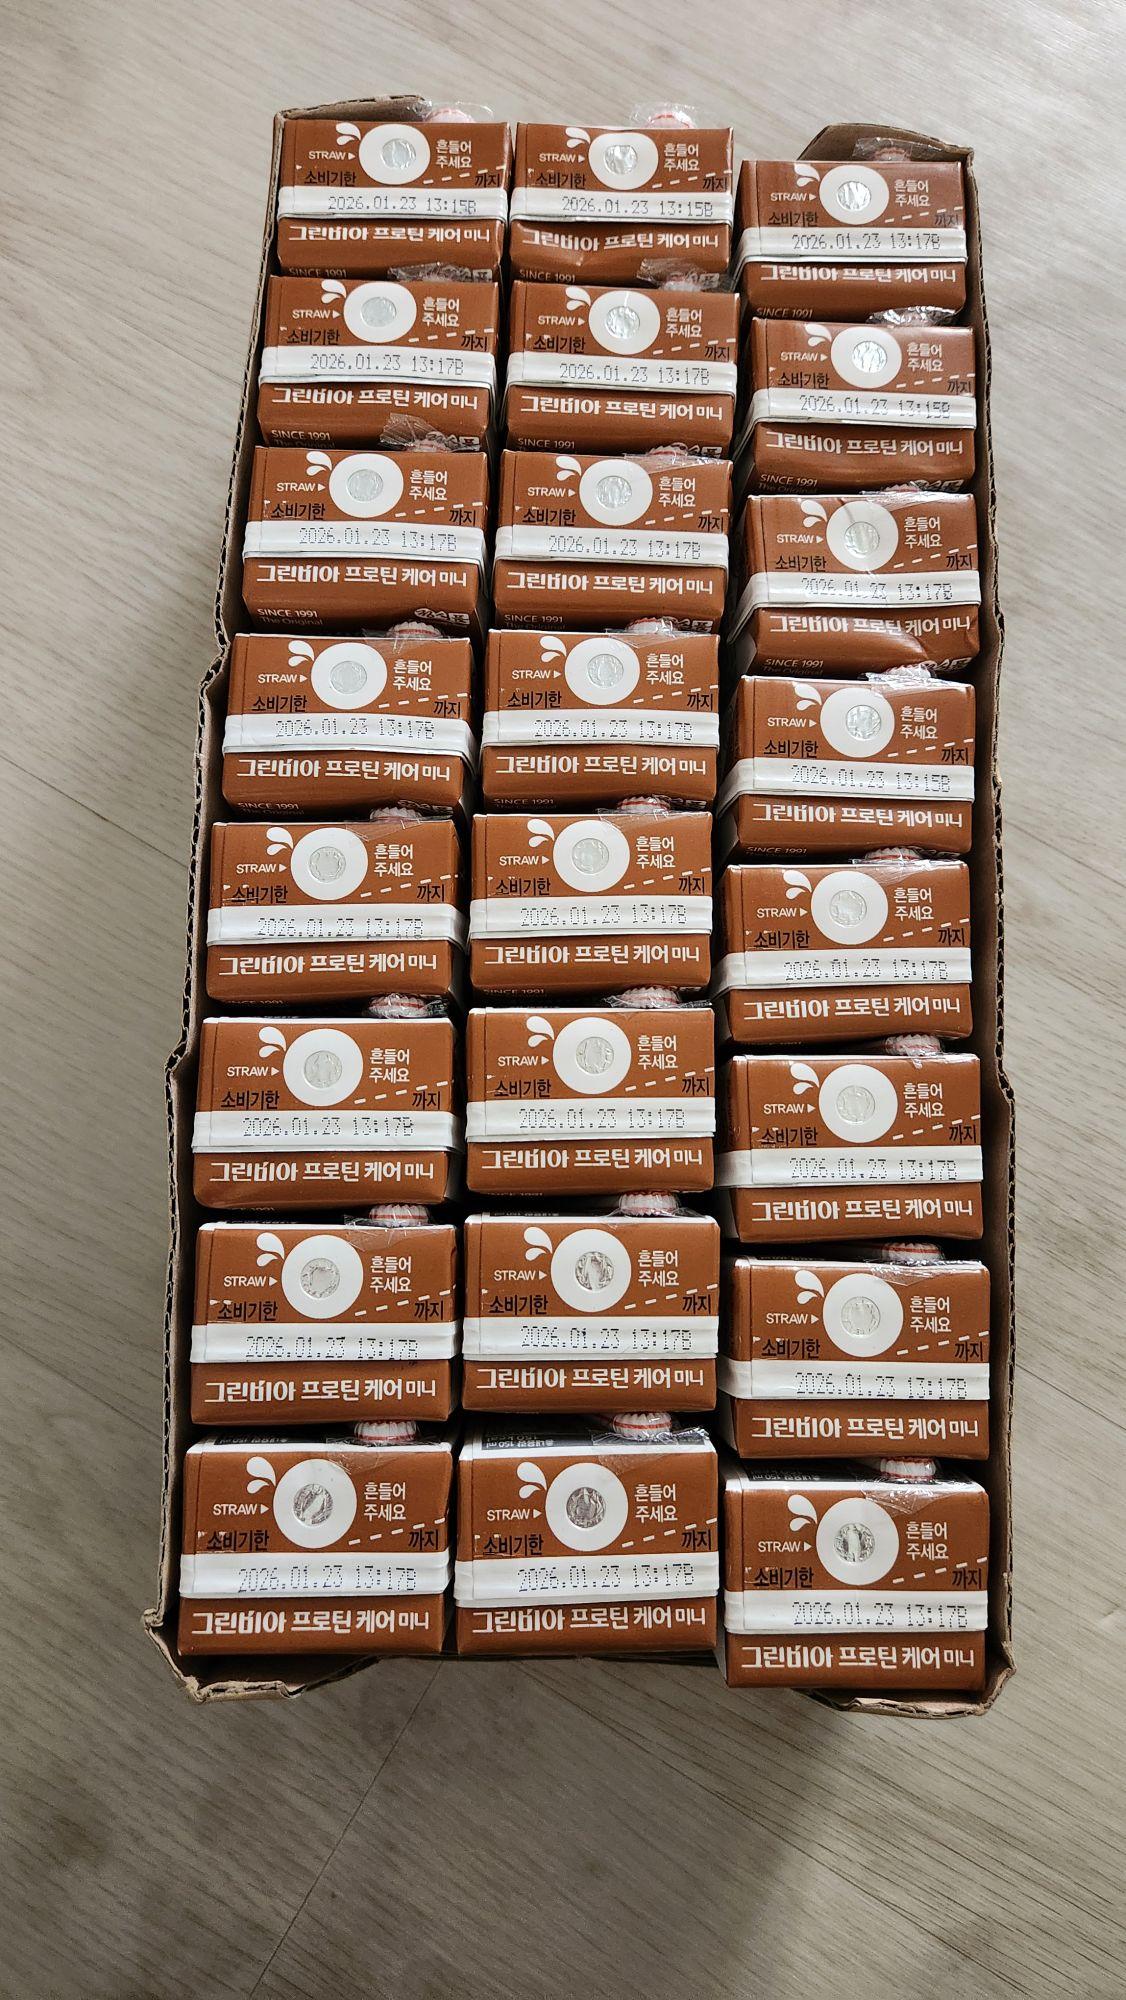 STRAW▶ 흔들어 주세요
소비기한 까지
2026.01.23 13:15B
그린비아 프로틴 케어 미니
SINCE 1991
STRAW▶ 흔들어 주세요
소비기한 까지
2026.01.23 13:15B
그린비아 프로틴 케어 미니
SINCE 1991
STRAW▶ 흔들어 주세요
소비기한 까지
2026.01.23 13:17B
그린비아 프로틴 케어 미니
SINCE 1991
STRAW▶ 흔들어 주세요
소비기한 까지
2026.01.23 13:17B
그린비아 프로틴 케어 미니
SINCE 1991
The Original
STRAW▶ 흔들어 주세요
소비기한 까지
2026.01.23 13:17B
그린비아 프로틴 케어 미니
SINCE 1991
STRAW▶ 흔들어 주세요
소비기한 까지
2026.01.23 13:15B
그린비아 프로틴 케어 미니
SINCE 1991
The Original
STRAW▶ 흔들어 주세요
소비기한 까지
2026.01.23 13:17B
그린비아 프로틴 케어 미니
SINCE 1991
The Original
STRAW▶ 흔들어 주세요
소비기한 까지
2026.01.23 13:17B
그린비아 프로틴 케어 미니
SINCE 1991
STRAW▶ 흔들어 주세요
소비기한 까지
2026.01.23 13:17B
그린비아 프로틴 케어 미니
SINCE 1991
STRAW▶ 흔들어 주세요
소비기한 까지
2026.01.23 13:17B
그린비아 프로틴 케어 미니
SINCE 1991
The Original
STRAW▶ 흔들어 주세요
소비기한 까지
2026.01.23 13:17B
그린비아 프로틴 케어 미니
SINCE 1991
STRAW▶ 흔들어 주세요
소비기한 까지
2026.01.23 13:15B
그린비아 프로틴 케어 미니
SINCE 1991
STRAW▶ 흔들어 주세요
소비기한 까지
2026.01.23 13:17B
그린비아 프로틴 케어 미니
STRAW▶ 흔들어 주세요
소비기한 까지
2026.01.23 13:17B
그린비아 프로틴 케어 미니
STRAW▶ 흔들어 주세요
소비기한 까지
2026.01.23 13:17B
그린비아 프로틴 케어 미니
STRAW▶ 흔들어 주세요
소비기한 까지
2026.01.23 13:17B
그린비아 프로틴 케어 미니
STRAW▶ 흔들어 주세요
소비기한 까지
2026.01.23 13:17B
그린비아 프로틴 케어 미니
STRAW▶ 흔들어 주세요
소비기한 까지
2026.01.23 13:17B
그린비아 프로틴 케어 미니
STRAW▶ 흔들어 주세요
소비기한 까지
2026.01.23 13:17B
그린비아 프로틴 케어 미니
STRAW▶ 흔들어 주세요
소비기한 까지
2026.01.23 13:17B
그린비아 프로틴 케어 미니
STRAW▶ 흔들어 주세요
소비기한 까지
2026.01.23 13:17B
그린비아 프로틴 케어 미니
STRAW▶ 흔들어 주세요
소비기한 까지
2026.01.23 13:17B
그린비아 프로틴 케어 미니
STRAW▶ 흔들어 주세요
소비기한 까지
2026.01.23 13:17B
그린비아 프로틴 케어 미니
STRAW▶ 흔들어 주세요
소비기한 까지
2026.01.23 13:17B
그린비아 프로틴 케어 미니